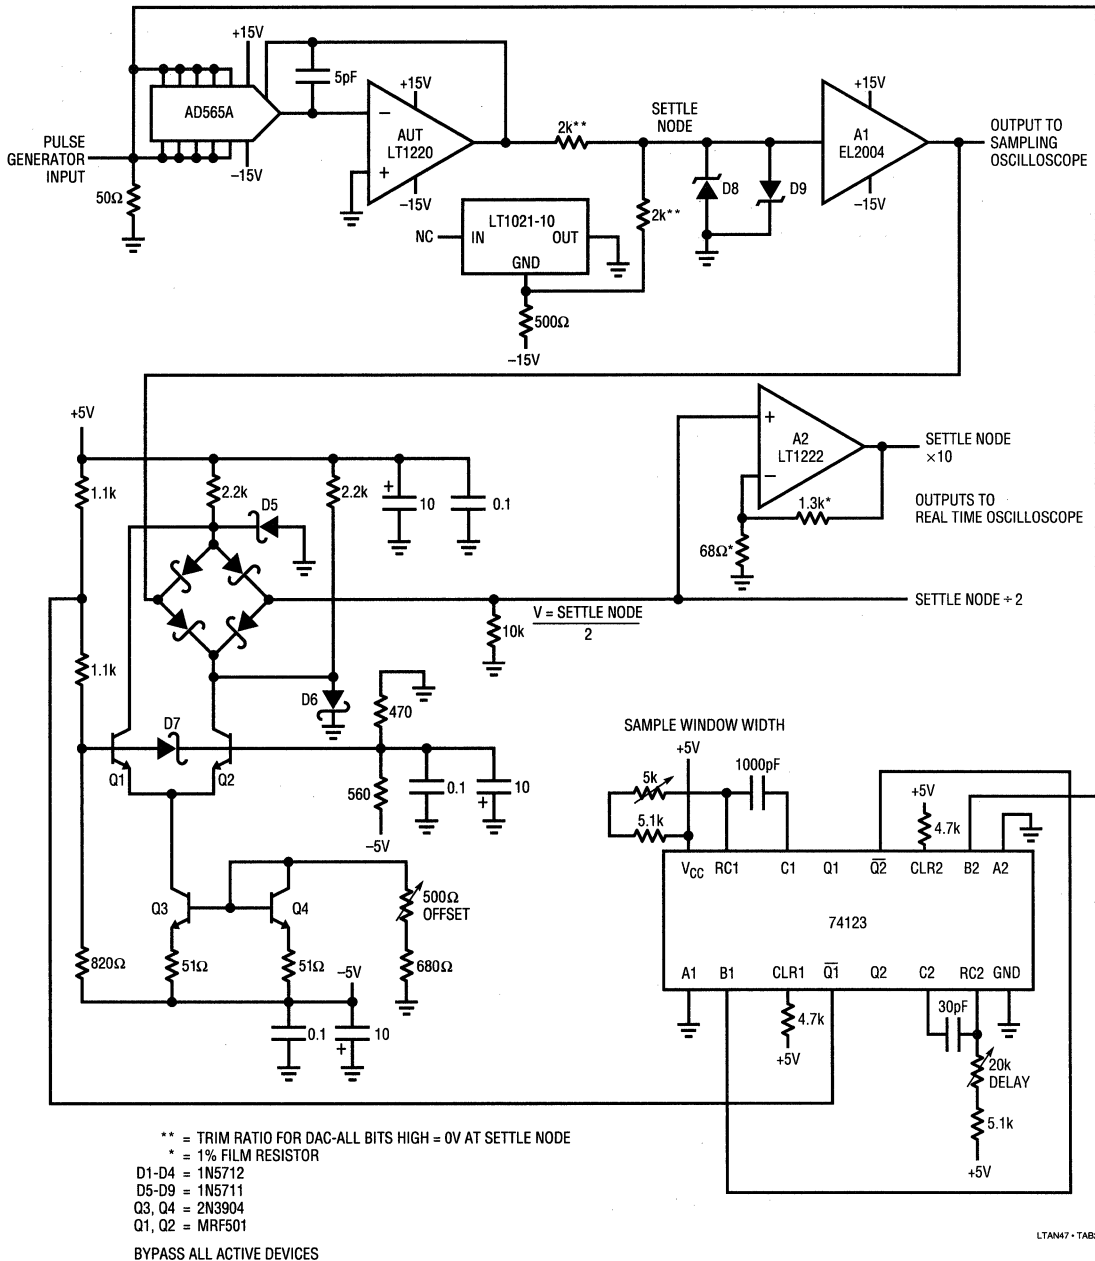 +15V
5pF
AD565A
+15V
AUT
LT1220
−15V
PULSE
GENERATOR
INPUT
−15V
50Ω
2k**
SETTLE
NODE
+15V
A1
EL2004
−15V
OUTPUT TO
SAMPLING
OSCILLOSCOPE
D8
D9
2k**
LT1021-10
NC
IN
OUT
GND
500Ω
−15V
+5V
1.1k
2.2k
D5
2.2k
+
10
0.1
+
A2
LT1222
−
SETTLE NODE
×10
1.3k*
OUTPUTS TO
REAL TIME OSCILLOSCOPE
68Ω*
SETTLE NODE ÷ 2
V = SETTLE NODE
2
10k
1.1k
D6
470
D7
Q1
Q2
560
0.1
+
10
−5V
SAMPLE WINDOW WIDTH
+5V
1000pF
5k
5.1k
+5V
4.7k
VCC
RC1
C1
Q1
Q2
CLR2
B2
A2
74123
A1
B1
CLR1
Q1
Q2
C2
RC2
GND
Q3
Q4
500Ω
OFFSET
820Ω
51Ω
51Ω
680Ω
−5V
0.1
+
10
4.7k
+5V
30pF
20k
DELAY
5.1k
+5V
** = TRIM RATIO FOR DAC-ALL BITS HIGH = 0V AT SETTLE NODE
* = 1% FILM RESISTOR
D1-D4 = 1N5712
D5-D9 = 1N5711
Q3, Q4 = 2N3904
Q1, Q2 = MRF501
BYPASS ALL ACTIVE DEVICES
LTAN47 • TAB